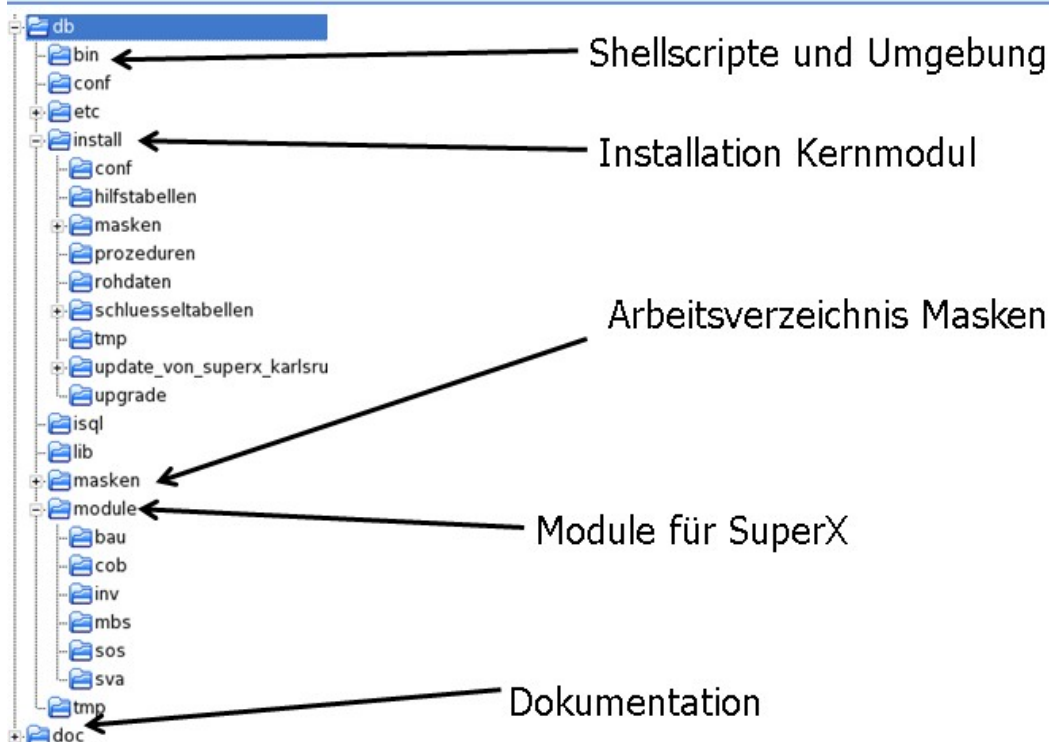 db
bin
Shellscripte und Umgebung
conf
etc
install
Installation Kernmodul
conf
hilfstabellen
masken
prozeduren
rohdaten
schluesseltabellen
Arbeitsverzeichnis Masken
tmp
update_von_superx_karlsru
upgrade
isql
lib
masken
module
Module für SuperX
bau
cob
inv
mbs
sos
sva
tmp
Dokumentation
doc